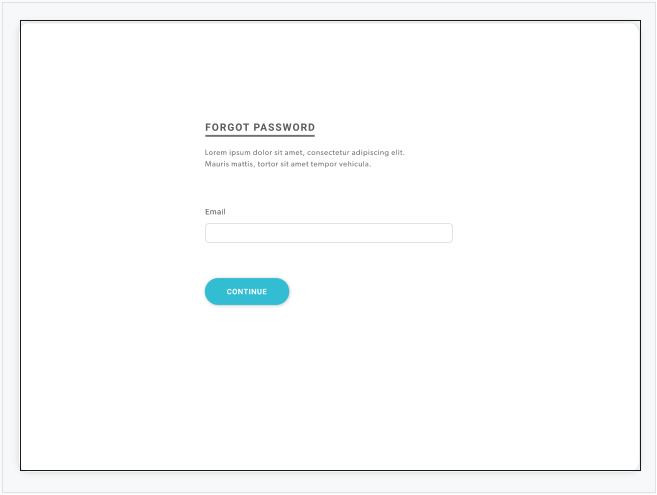 FORGOT PASSWORD
Lorem ipsum dolor sit amet, consectetur adipiscing elit.
Mauris mattis, tortor sit amet tempor vehicula.
Email
CONTINUE